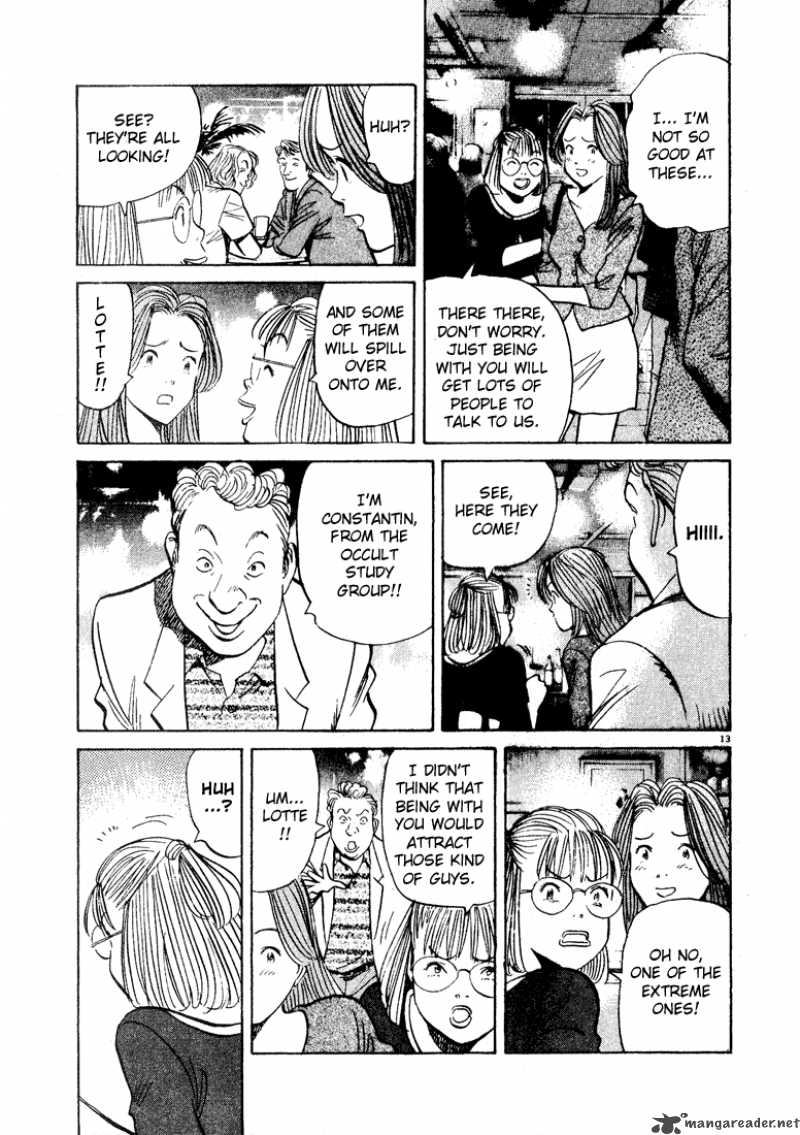 I... I'M
NOT SO
GOOD AT
THESE...
THERE THERE,
DON'T WORRY.
JUST BEING
WITH YOU WILL
GET LOTS OF
PEOPLE TO
TALK TO US.
HUH?
SEE?
THEY'RE ALL
LOOKING!
AND SOME
OF THEM
WILL SPILL
OVER
ONTO ME.
LOTTE!!
HIIII.
SEE,
HERE THEY
COME!
I'M
CONSTANTIN,
FROM THE
OCCULT
STUDY
GROUP!!
13
OH NO,
ONE OF THE
EXTREME
ONES!
I DIDN'T
THINK THAT
BEING WITH
YOU WOULD
ATTRACT
THOSE KIND
OF GUYS.
UM...
LOTTE
!!
HUH
...?
mangareader.net